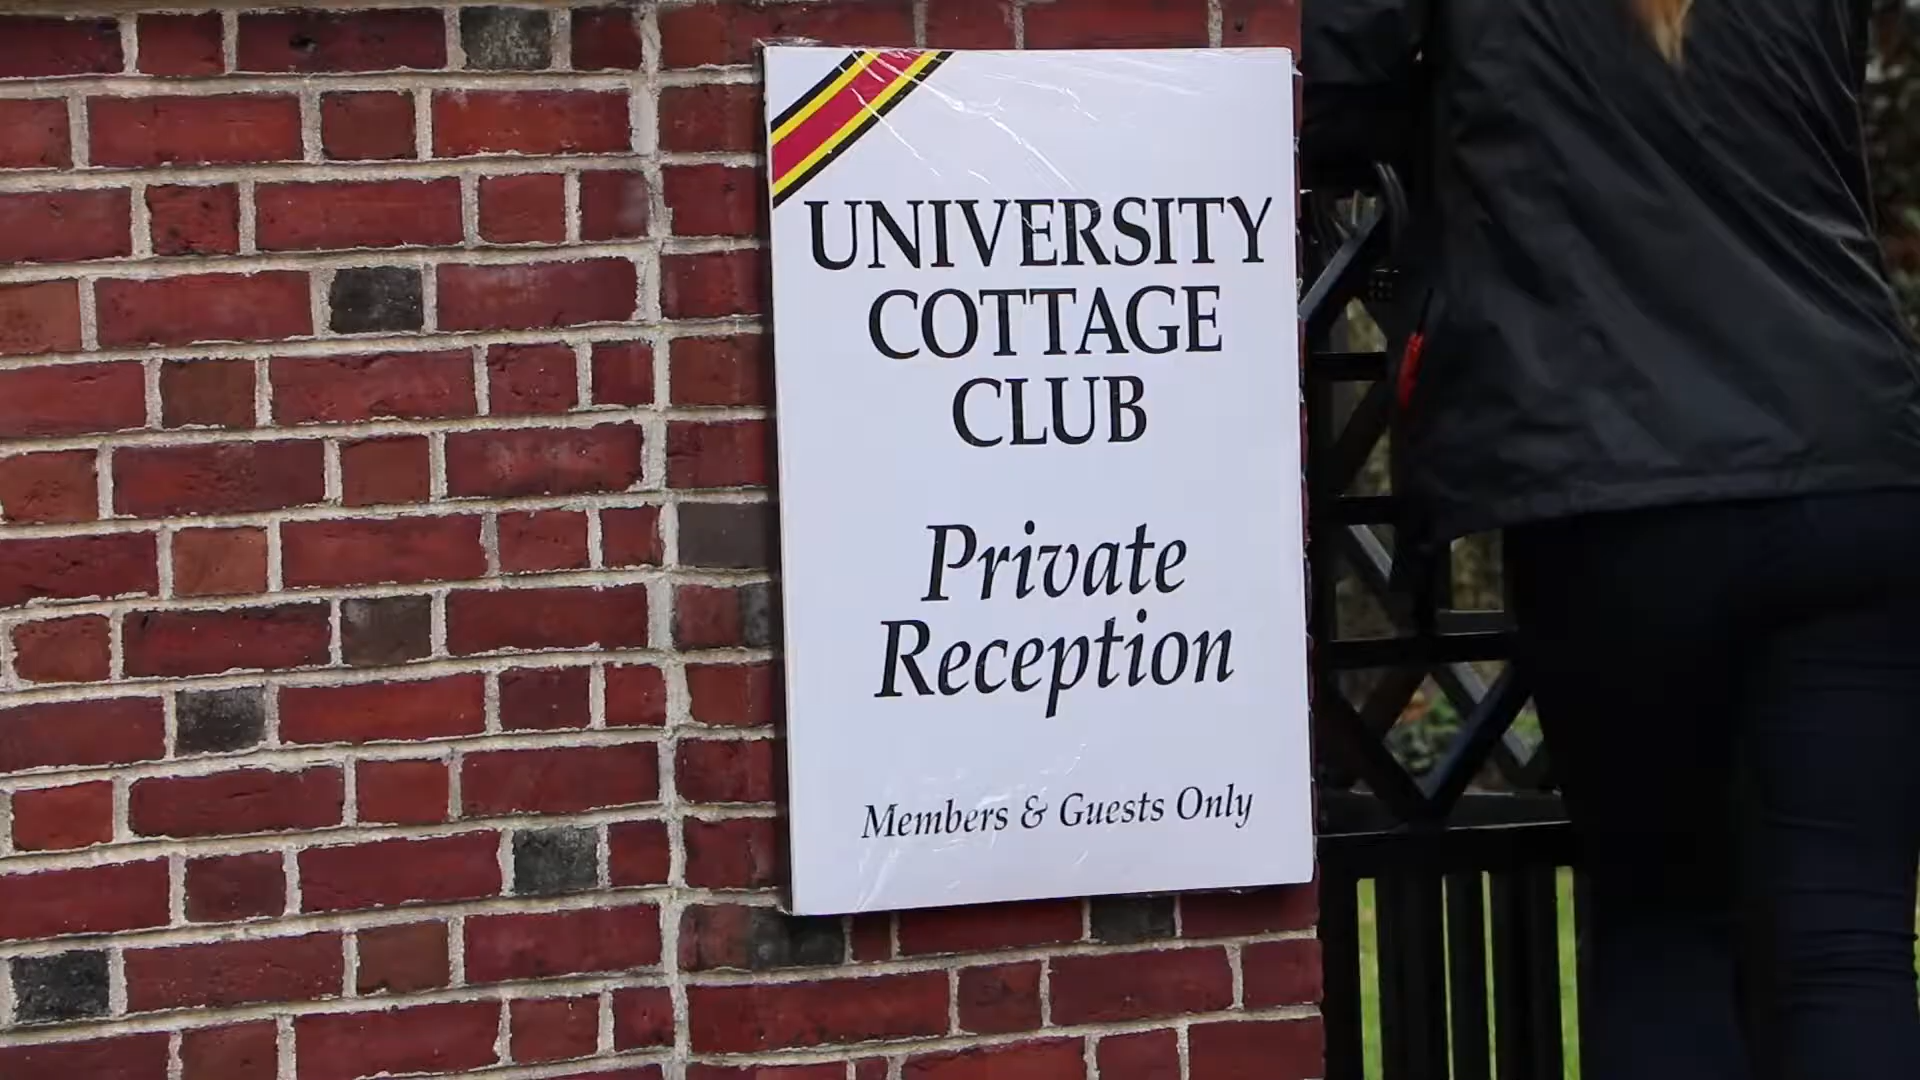 UNIVERSITY
COTTAGE
CLUB
Private
Reception
Members & Guests Only